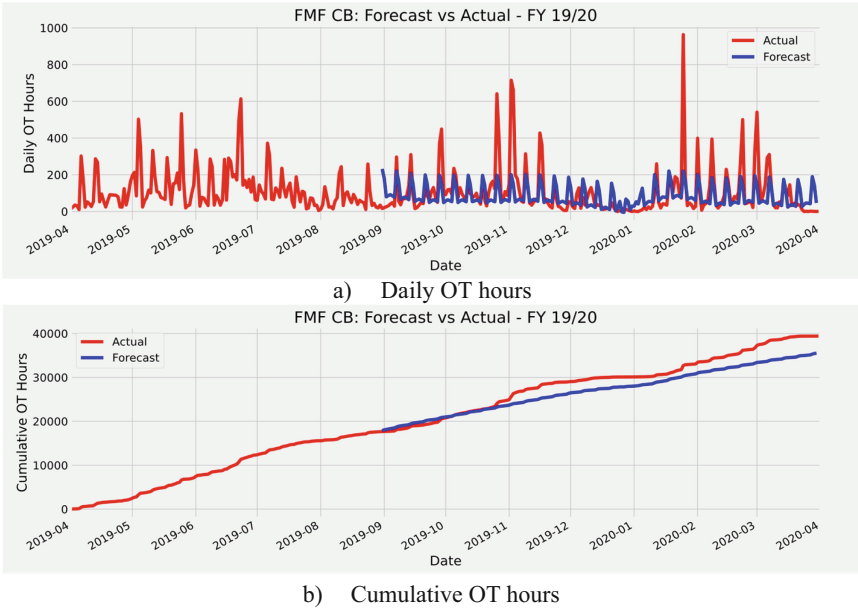 FMF CB: Forecast vs Actual - FY 19/20
1000
800
600
400
200
0
Daily OT Hours
Actual
Forecast
2019-04 2019-05 2019-06 2019-07 2019-08 2019-09 2019-10 2019-11 2019-12 2020-01 2020-02 2020-03 2020-04
Date
a) Daily OT hours
FMF CB: Forecast vs Actual - FY 19/20
40000
30000
20000
10000
0
Cumulative OT Hours
Actual
Forecast
2019-04 2019-05 2019-06 2019-07 2019-08 2019-09 2019-10 2019-11 2019-12 2020-01 2020-02 2020-03 2020-04
Date
b) Cumulative OT hours